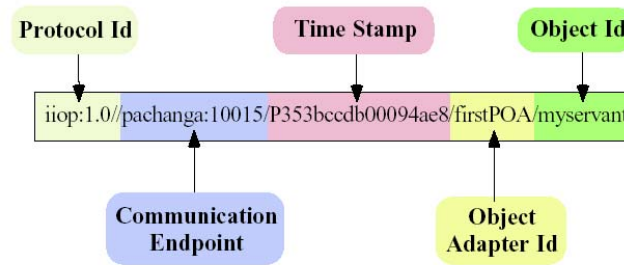 Protocol Id
Time Stamp
Object Id
iiop:1.0//pachanga:10015/P353bccdb00094ae8/firstPOA/myservant
Communication
Endpoint
Object
Adapter Id